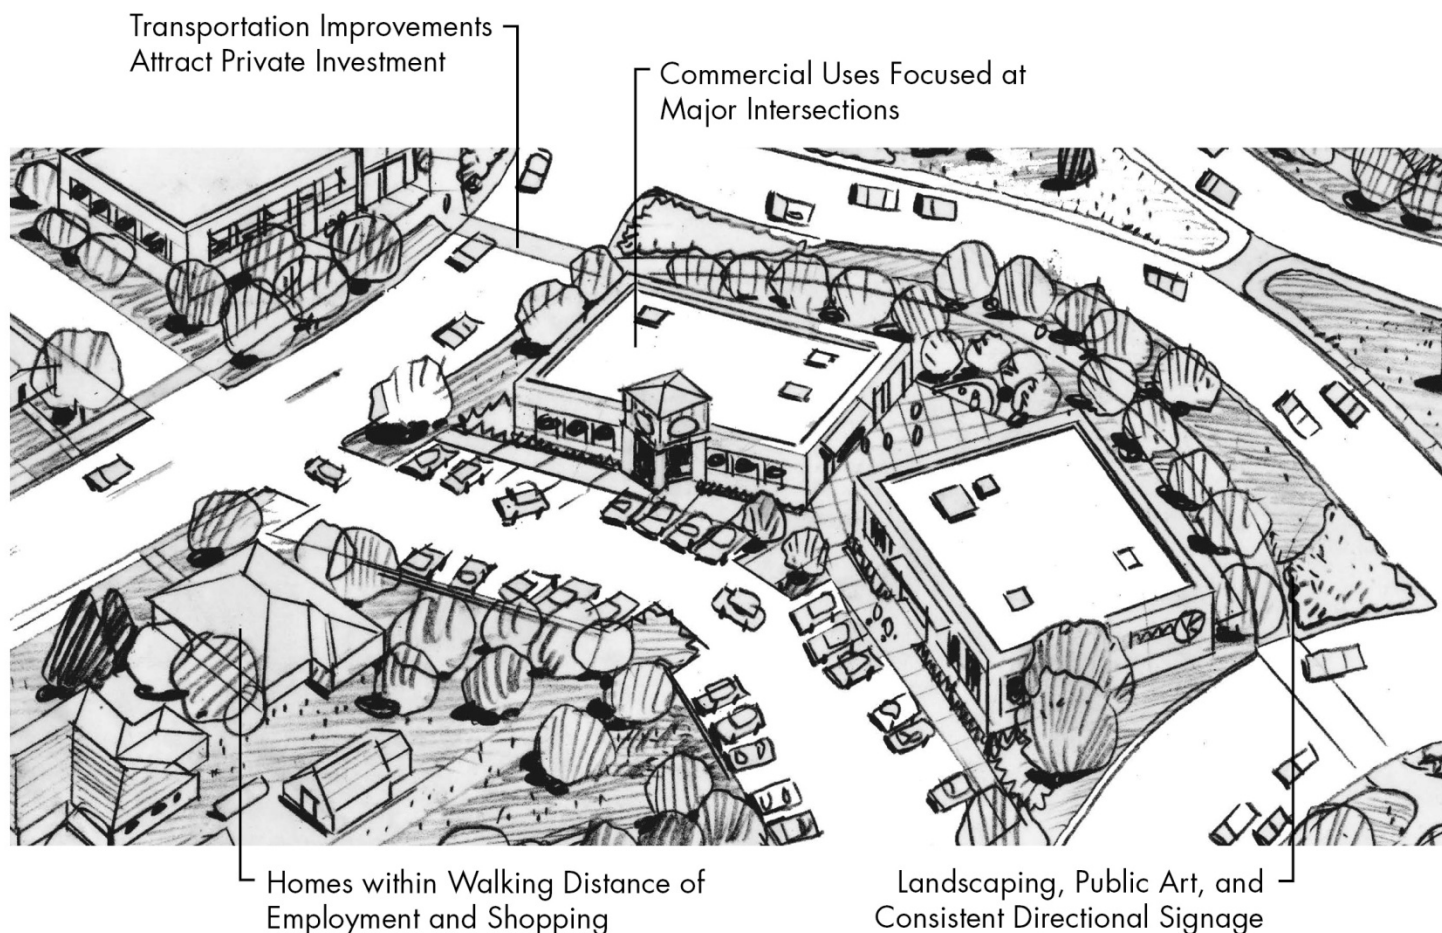 Transportation Improvements
Attract Private Investment
Commercial Uses Focused at
Major Intersections
Homes within Walking Distance of
Employment and Shopping
Landscaping, Public Art, and
Consistent Directional Signage